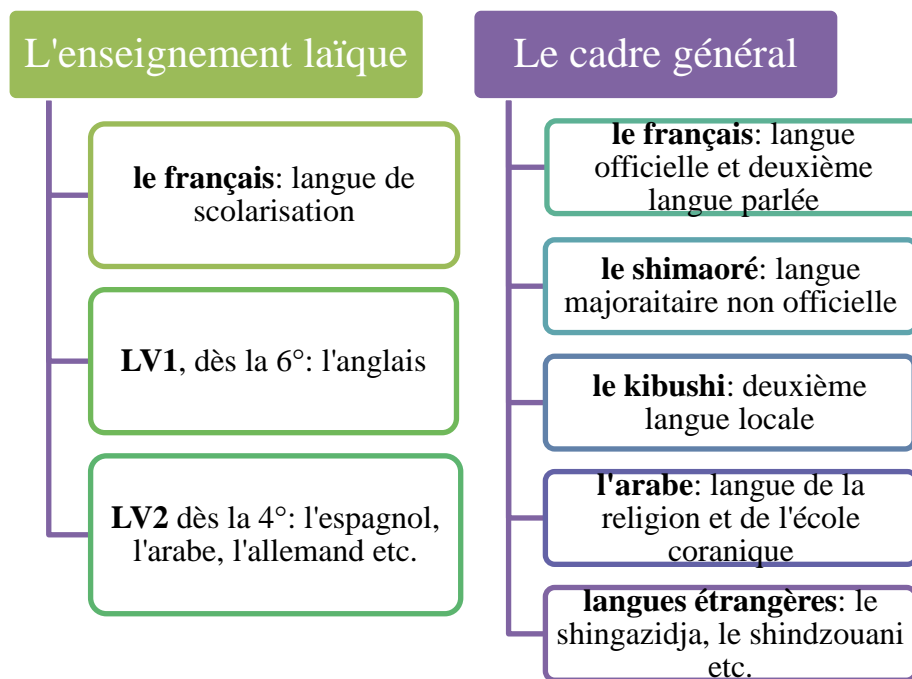 L'enseignement laïque
le français: langue de
scolarisation
LV1, dès la 6°: l'anglais
LV2 dès la 4°: l'espagnol,
l'arabe, l'allemand etc.
Le cadre général
le français: langue
officielle et deuxième
langue parlée
le shimaoré: langue
majoraitaire non officielle
le kibushi: deuxième
langue locale
l'arabe: langue de la
religion et de l'école
coranique
langues étrangères: le
shingazidja, le shindzouani
etc.